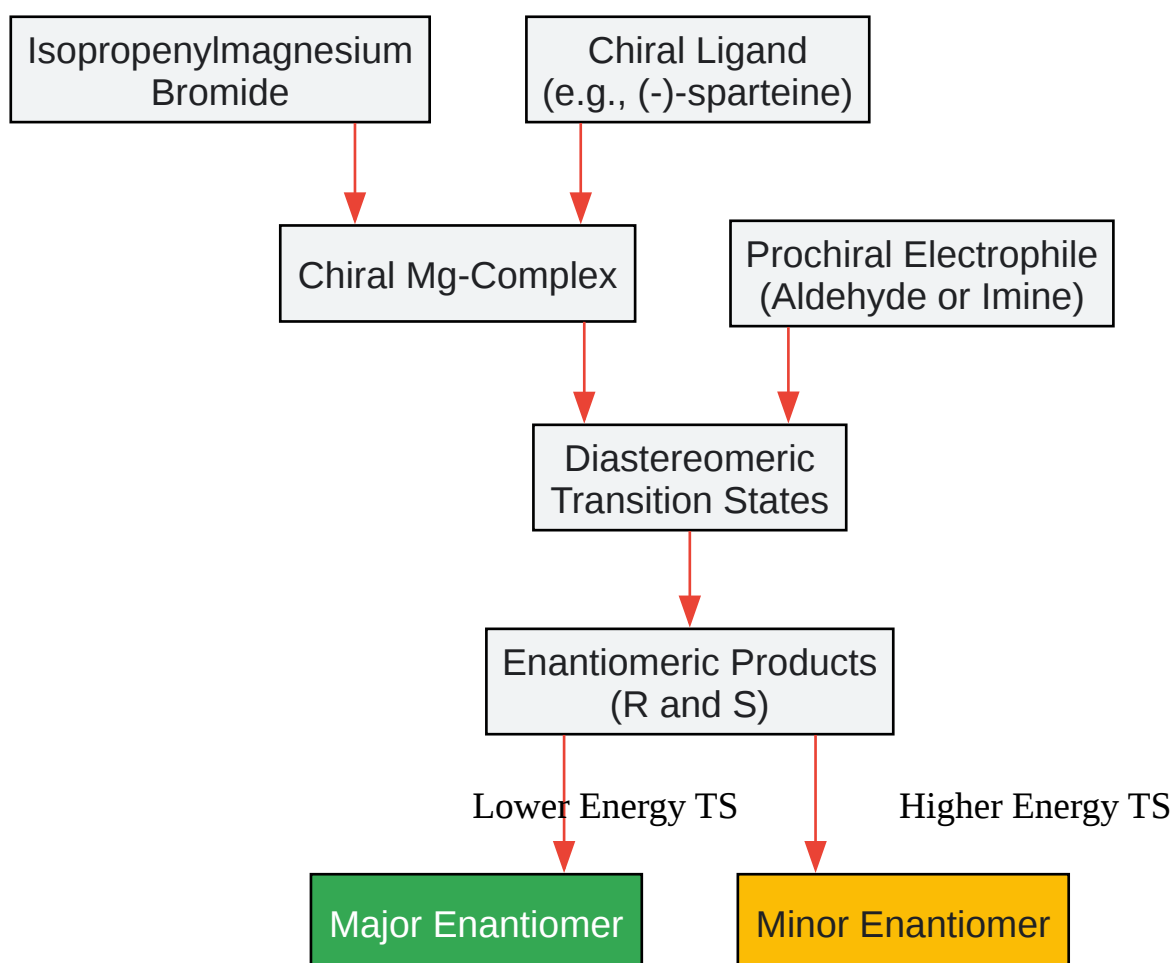 Isopropenylmagnesium
Bromide
Chiral Ligand
(e.g., (-)-sparteine)
Chiral Mg-Complex
Prochiral Electrophile
(Aldehyde or Imine)
Diastereomeric
Transition States
Enantiomeric Products
(R and S)
Lower Energy TS
Higher Energy TS
Major Enantiomer
Minor Enantiomer